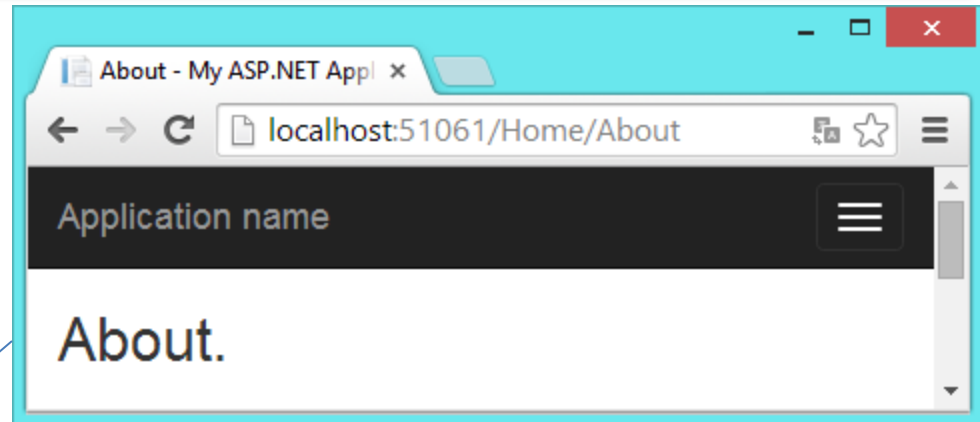 About - My ASP.NET Appl
localhost:51061/Home/About
Application name
About.